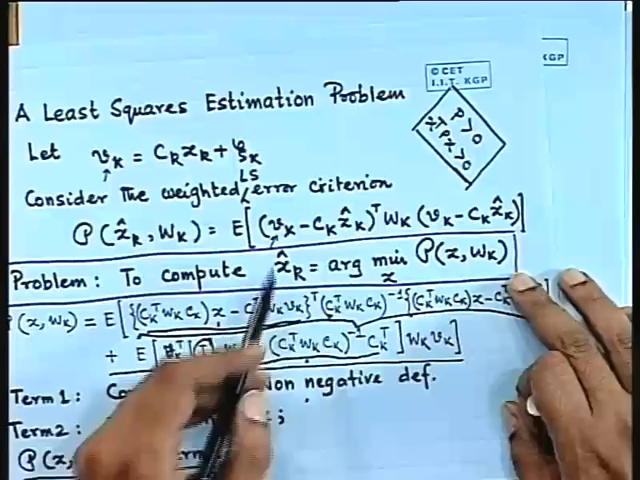 © CET
I.I.T. KGP
KGP
A Least Squares Estimation Problem
P > 0
x^T P x > 0
Let v_K = C_K x_K + ξ_K
LS
Consider the weighted error criterion
P(x̂_K, W_K) = E[(v_K - C_K x̂_K)^T W_K (v_K - C_K x̂_K)]
Problem: To compute x̂_K = arg min_x P(x, W_K)
P(x, W_K) = E[{(C_K^T W_K C_K) x - C_K^T W_K v_K}^T (C_K^T W_K C_K)^{-1} {(C_K^T W_K C_K) x - C_K
+ E[v_K^T (I (C_K^T W_K C_K)^{-1} C_K^T] W_K v_K]
Term 1: non negative def.
Term 2: ;
P(x,